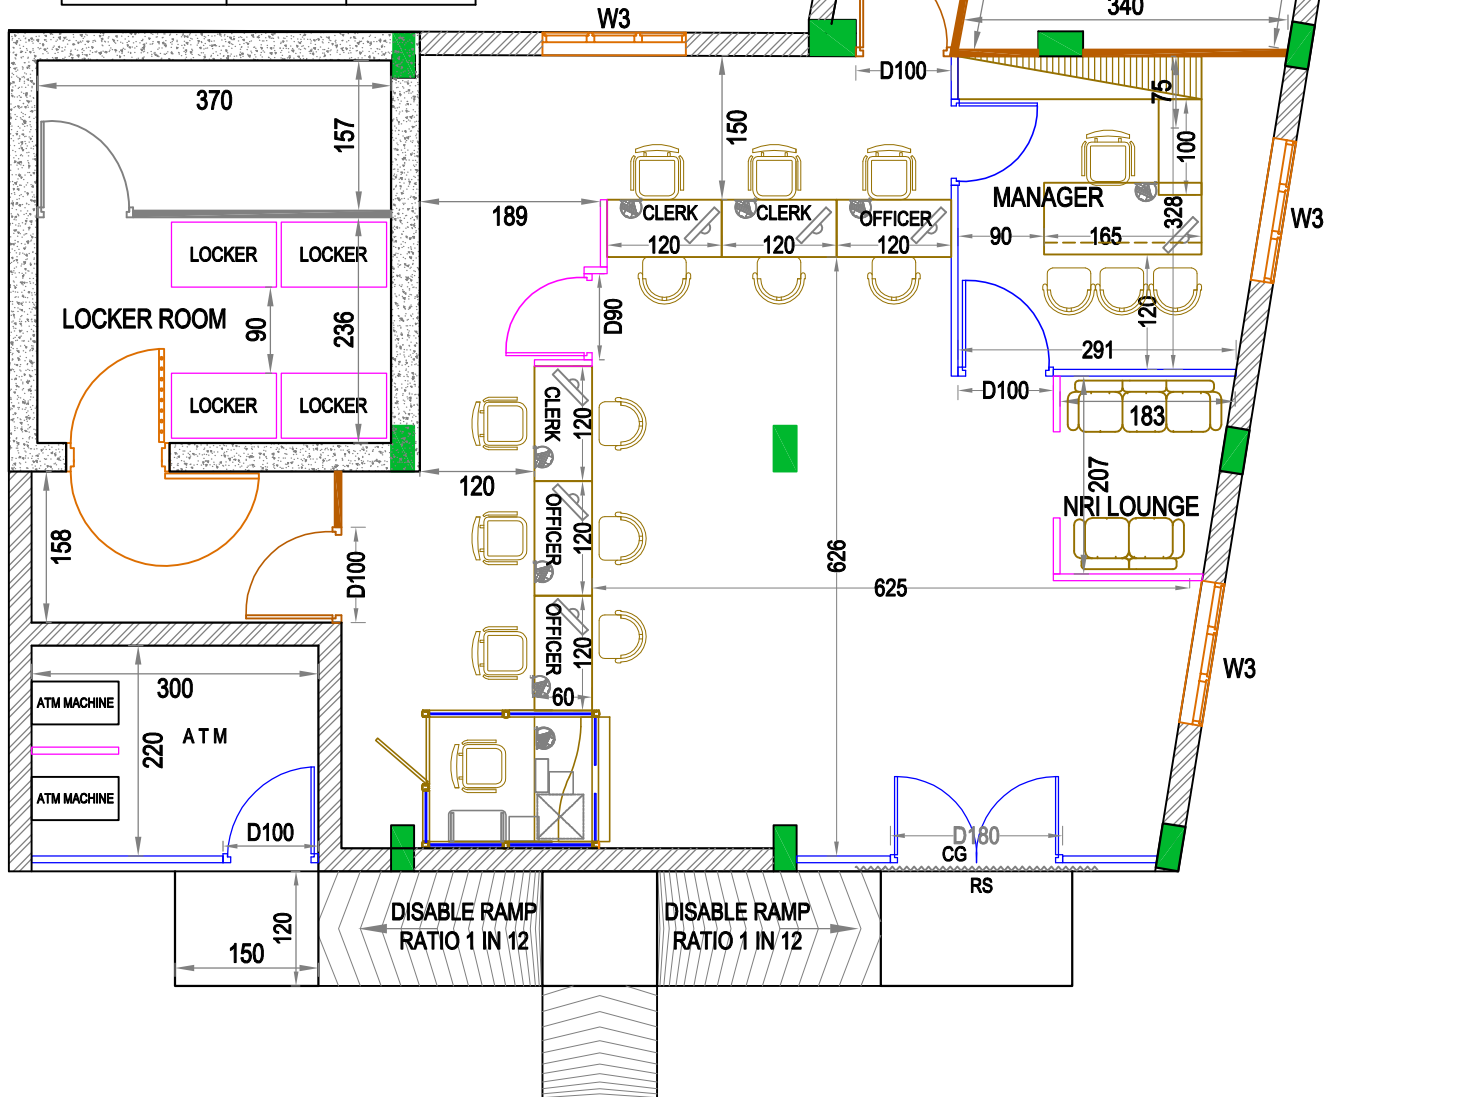 340
W3
D100
370
75
157
150
100
MANAGER
189
CLERK
CLERK
OFFICER
328
W3
120
120
120
90
165
LOCKER
LOCKER
LOCKER ROOM
90
236
D90
120
291
D100
LOCKER
LOCKER
CLERK
120
183
120
207
NRI LOUNGE
158
OFFICER
120
D100
626
625
OFFICER
120
W3
60
300
ATM MACHINE
ATM
220
ATM MACHINE
D100
D180
CG
RS
DISABLE RAMP
RATIO 1 IN 12
DISABLE RAMP
RATIO 1 IN 12
120
150